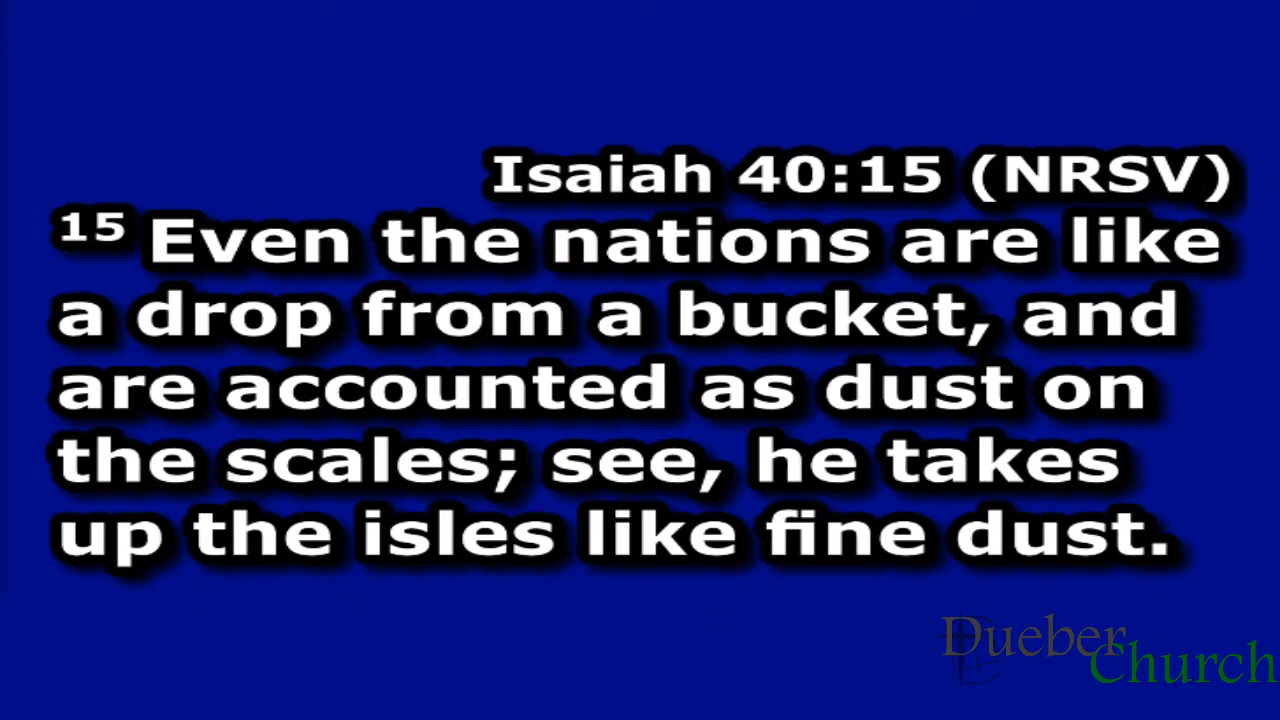 Isaiah 40:15 (NRSV)
15 Even the nations are like
a drop from a bucket, and
are accounted as dust on
the scales; see, he takes
up the isles like fine dust.
Dueber
Church